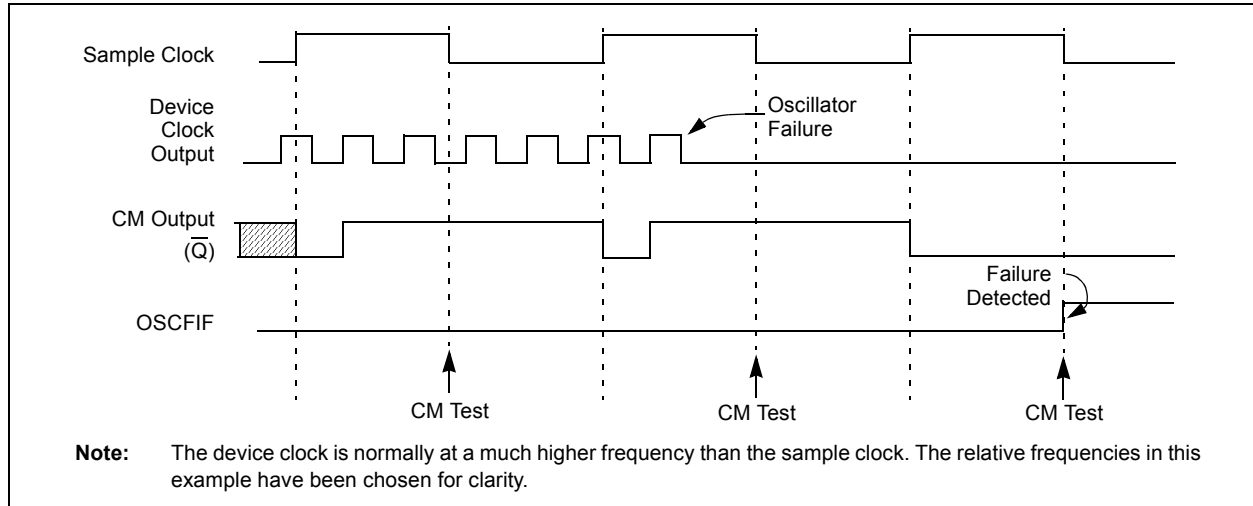 Sample Clock
Device
Clock
Output
Oscillator
Failure
CM Output
(Q̅)
Failure
Detected
OSCFIF
CM Test
CM Test
CM Test
Note: The device clock is normally at a much higher frequency than the sample clock. The relative frequencies in this
example have been chosen for clarity.